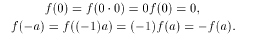 f(0) = f(0 · 0) = 0f(0) = 0,
f(−a) = f((−1)a) = (−1)f(a) = −f(a).